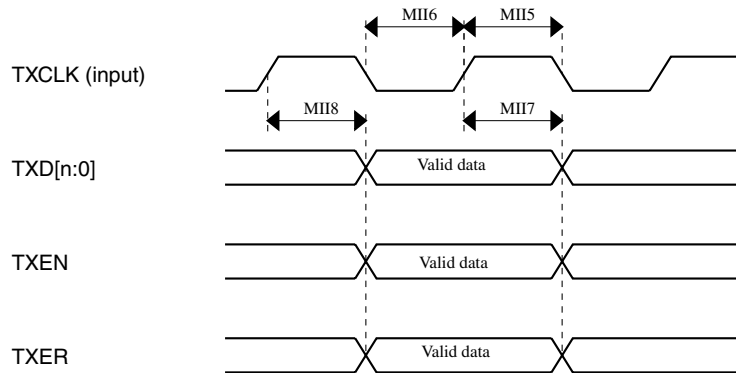 MII6
MII5
TXCLK (input)
MII8
MII7
TXD[n:0]
Valid data
TXEN
Valid data
TXER
Valid data